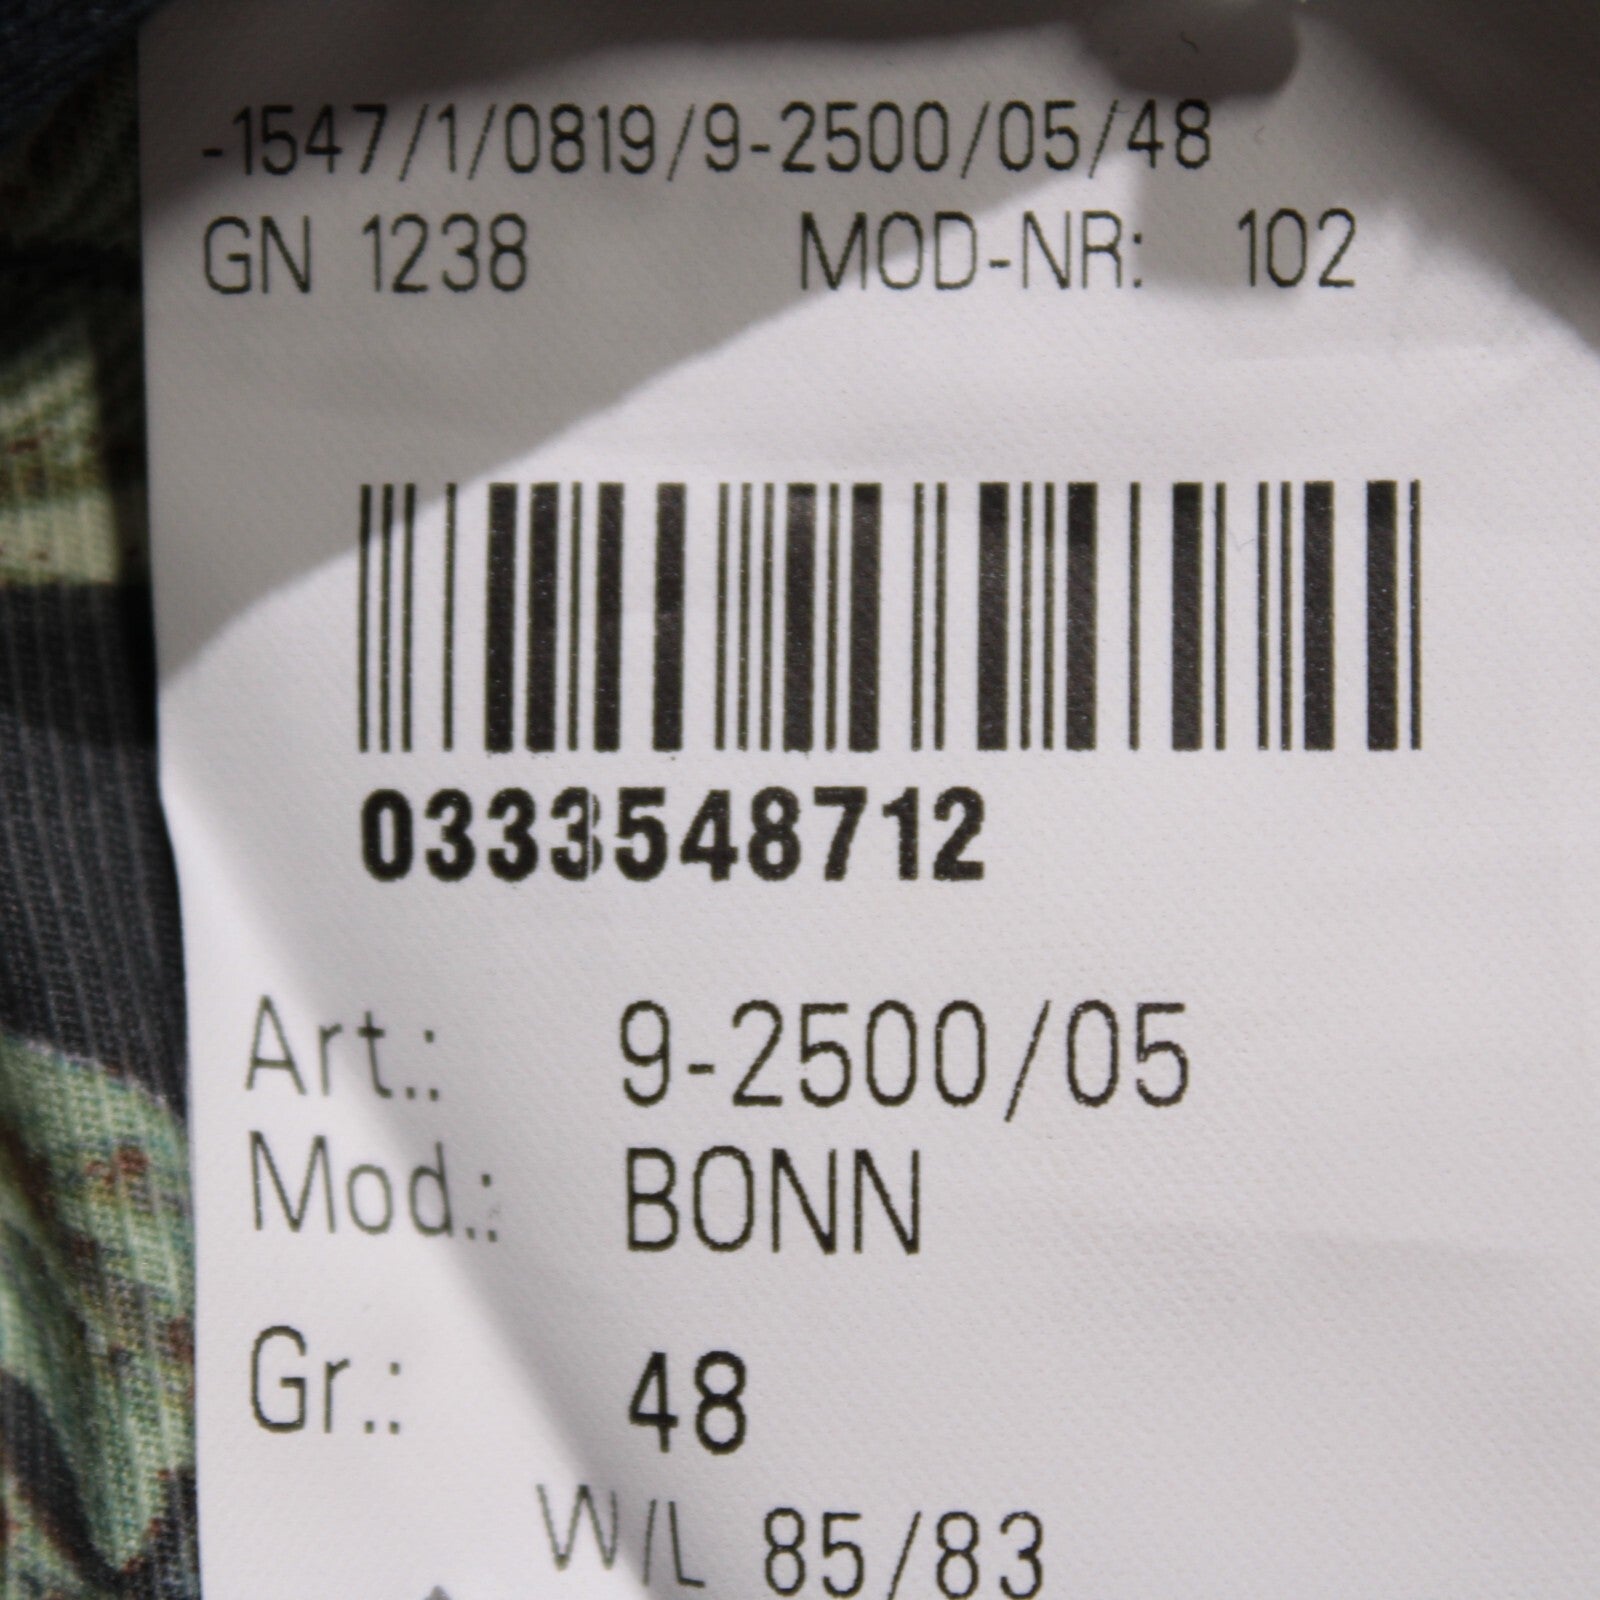 -1547/1/0819/9-2500/05/48
GN 1238 MOD-NR: 102
0333548712
Art.: 9-2500/05
Mod.: BONN
Gr.: 48
W/L 85/83